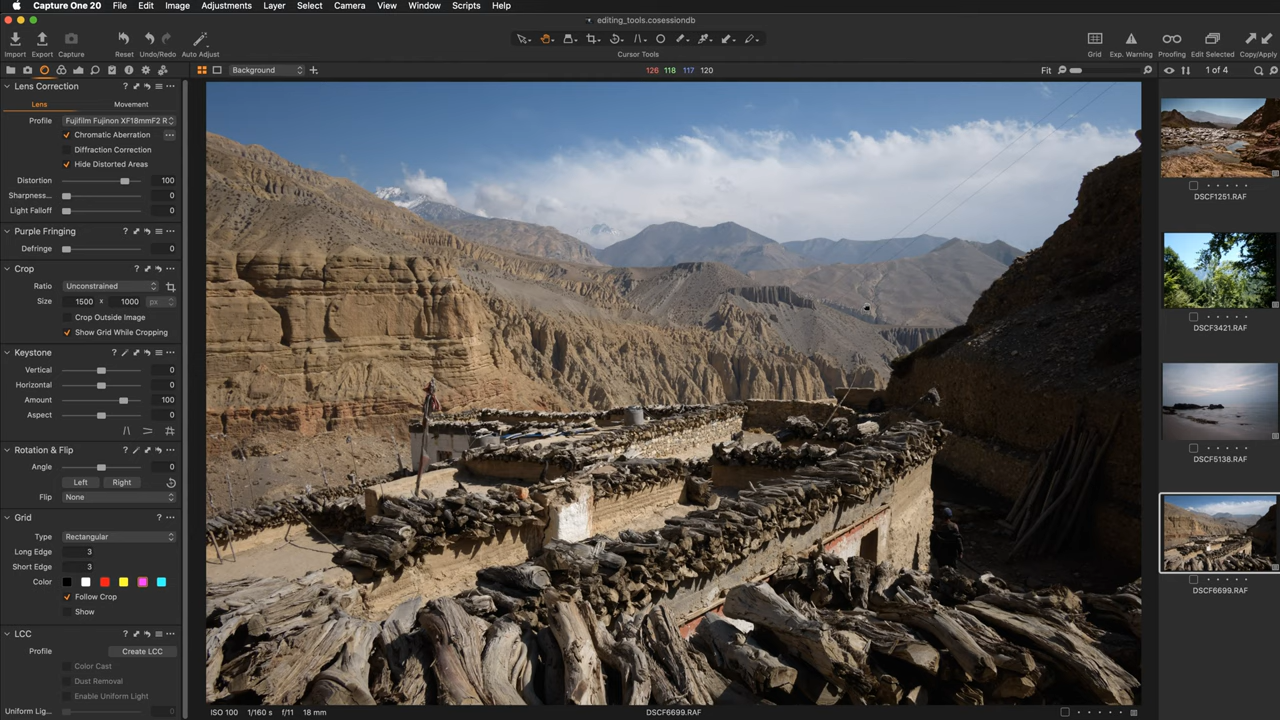 Capture One 20 File Edit Image Adjustments Layer Select Camera View Window Scripts Help
editing_tools.cosessiondb
Import Export Capture Reset Undo/Redo Auto Adjust Cursor Tools Grid Exp. Warning Proofing Edit Selected Copy/Apply
Background 126 118 117 120 Fit 1 of 4
Lens Correction
Lens Movement
Profile Fujifilm Fujinon XF18mmF2 R
Chromatic Aberration
Diffraction Correction
Hide Distorted Areas
Distortion 100
Sharpness... 0
Light Falloff 0
Purple Fringing
Defringe 0
Crop
Ratio Unconstrained
Size 1500 x 1000 px
Crop Outside Image
Show Grid While Cropping
Keystone
Vertical 0
Horizontal 0
Amount 100
Aspect 0
Rotation & Flip
Angle 0
Left Right
Flip None
Grid
Type Rectangular
Long Edge 3
Short Edge 3
Color
Follow Crop
Show
LCC
Profile Create LCC
Color Cast
Dust Removal
Enable Uniform Light
Uniform Lig... 0
ISO 100 1/160 s f/11 18 mm DSCF6699.RAF
DSCF1251.RAF
DSCF3421.RAF
DSCF5138.RAF
DSCF6699.RAF